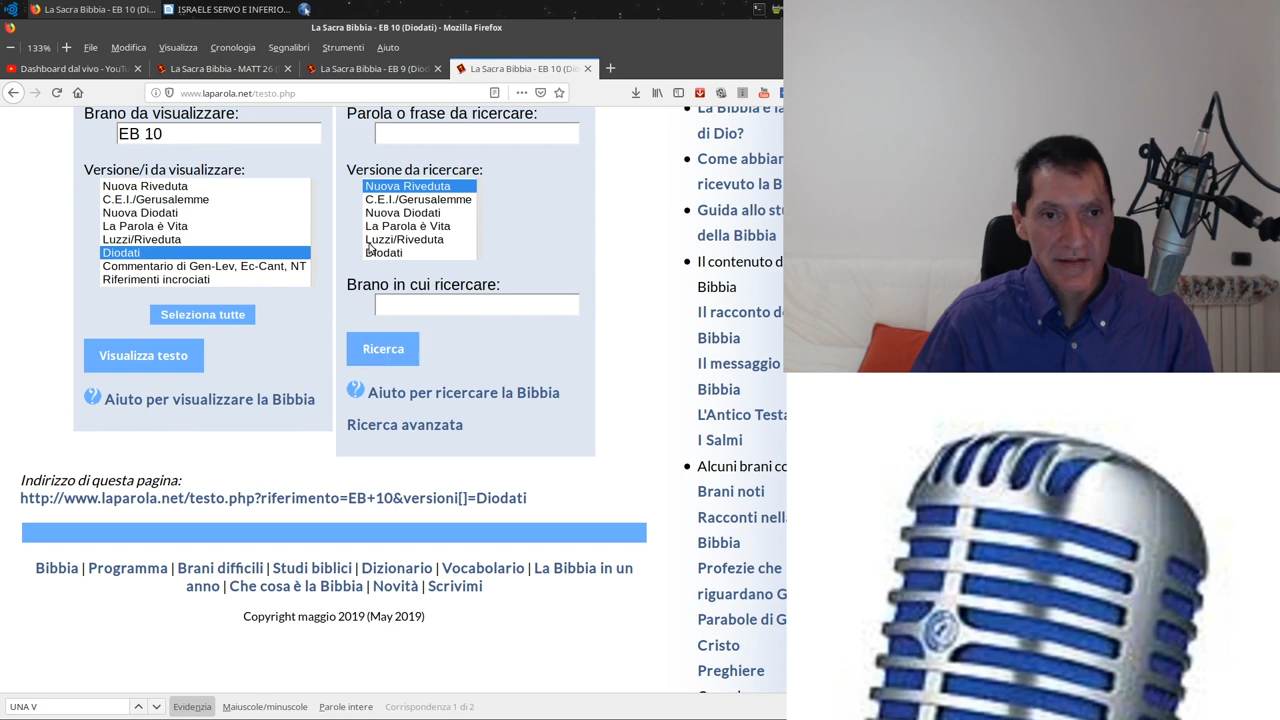 La Sacra Bibbia - EB 10 (Di...
ISRAELE SERVO E INFERIO...
La Sacra Bibbia - EB 10 (Diodati) - Mozilla Firefox
133%
File Modifica Visualizza Cronologia Segnalibri Strumenti Aiuto
Dashboard dal vivo - YouTu
La Sacra Bibbia - MATT 26 (
La Sacra Bibbia - EB 9 (Diod
La Sacra Bibbia - EB 10 (Dio
www.laparola.net/testo.php
Brano da visualizzare:
EB 10
Versione/i da visualizzare:
Nuova Riveduta
C.E.I./Gerusalemme
Nuova Diodati
La Parola è Vita
Luzzi/Riveduta
Diodati
Commentario di Gen-Lev, Ec-Cant, NT
Riferimenti incrociati
Seleziona tutte
Visualizza testo
Aiuto per visualizzare la Bibbia
Parola o frase da ricercare:
Versione da ricercare:
Nuova Riveduta
C.E.I./Gerusalemme
Nuova Diodati
La Parola è Vita
Luzzi/Riveduta
Diodati
Brano in cui ricercare:
Ricerca
Aiuto per ricercare la Bibbia
Ricerca avanzata
Indirizzo di questa pagina:
http://www.laparola.net/testo.php?riferimento=EB+10&versioni[]=Diodati
Bibbia | Programma | Brani difficili | Studi biblici | Dizionario | Vocabolario | La Bibbia in un
anno | Che cosa è la Bibbia | Novità | Scrivimi
Copyright maggio 2019 (May 2019)
La Bibbia è la
di Dio?
Come abbiam
ricevuto la B
Guida allo stu
della Bibbia
Il contenuto d
Bibbia
Il racconto de
Bibbia
Il messaggio
Bibbia
L'Antico Testa
I Salmi
Alcuni brani co
Brani noti
Racconti nell
Bibbia
Profezie che
riguardano G
Parabole di G
Cristo
Preghiere
UNA V
Evidenzia Maiuscole/minuscole Parole intere Corrispondenza 1 di 2